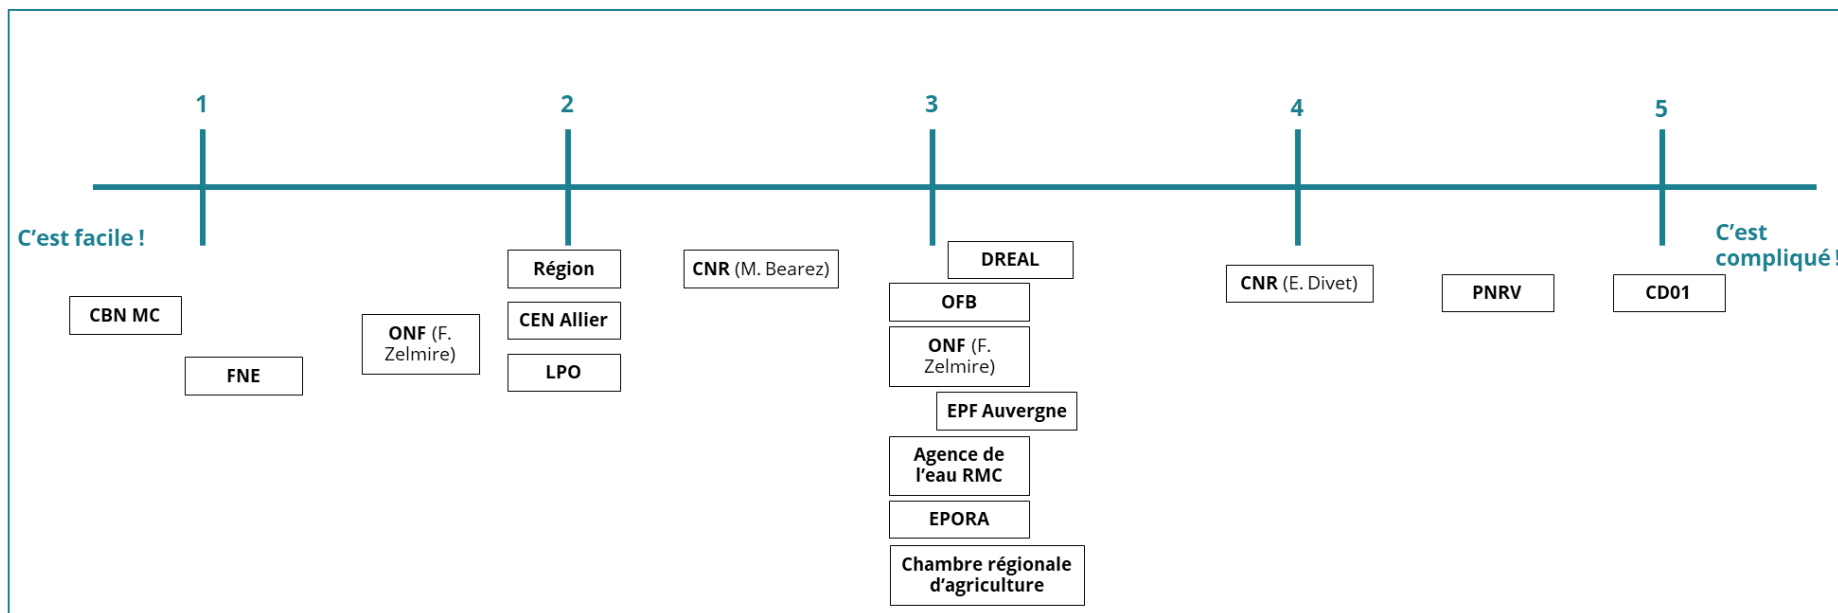 1
2
3
4
5
C’est facile !
C’est
compliqué !
CBN MC
FNE
ONF (F.
Zelmire)
Région
CEN Allier
LPO
CNR (M. Bearez)
DREAL
OFB
ONF (F.
Zelmire)
EPF Auvergne
Agence de
l’eau RMC
EPORA
Chambre régionale
d’agriculture
CNR (E. Divet)
PNRV
CD01